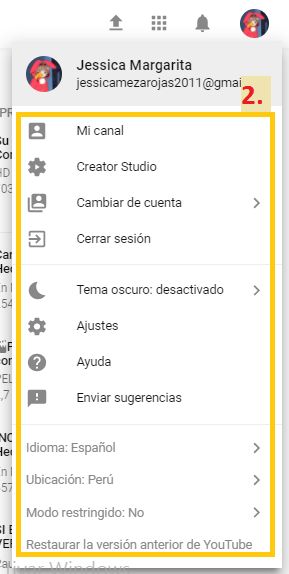 Jessica Margarita
jessicamezarojas2011@gmai
2.
Mi canal
Creator Studio
Cambiar de cuenta
Cerrar sesión
Tema oscuro: desactivado
Ajustes
Ayuda
Enviar sugerencias
Idioma: Español
Ubicación: Perú
Modo restringido: No
Restaurar la versión anterior de YouTube